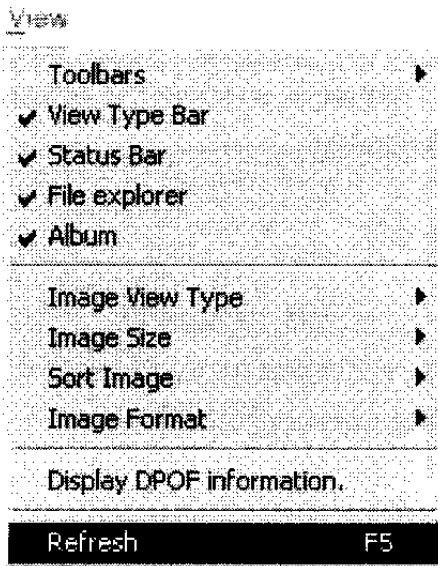 View
Toolbars
View Type Bar
Status Bar
File explorer
Album
Image View Type
Image Size
Sort Image
Image Format
Display DPOF information.
Refresh F5